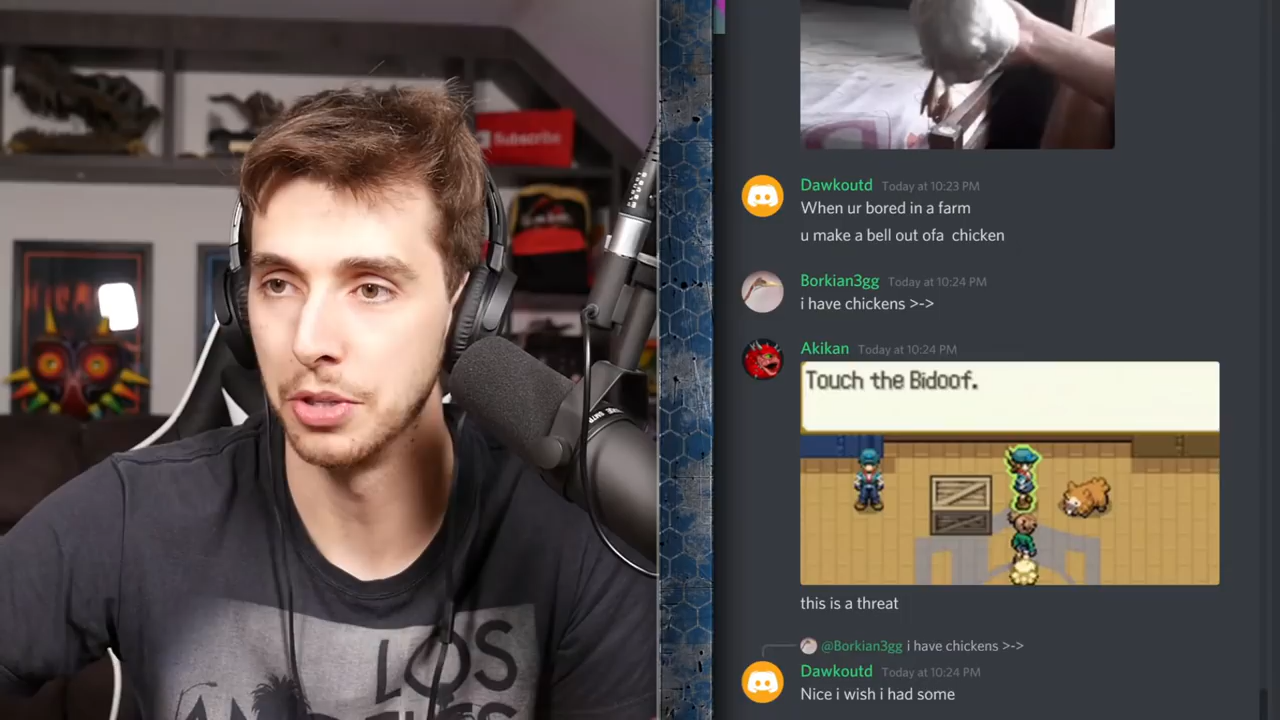 Subscribe
LOS
ANGELES
Dawkoutd Today at 10:23 PM
When ur bored in a farm
u make a bell out ofa chicken
Borkian3gg Today at 10:24 PM
i have chickens >->
Akikan Today at 10:24 PM
Touch the Bidoof.
this is a threat
@Borkian3gg i have chickens >->
Dawkoutd Today at 10:24 PM
Nice i wish i had some